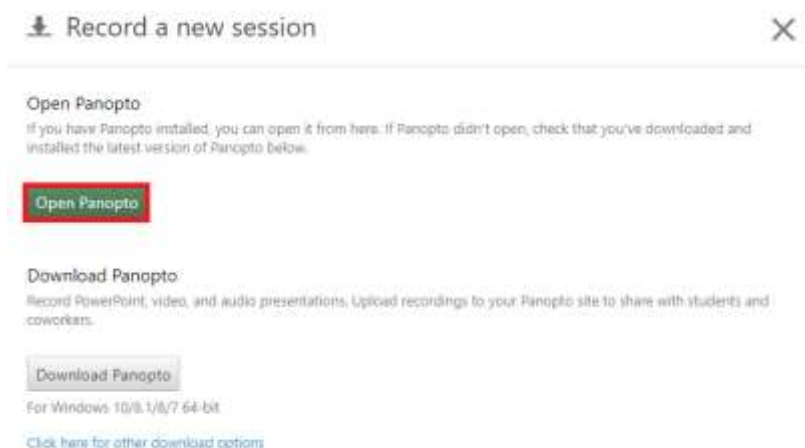 Record a new session
Open Panopto
If you have Panopto installed, you can open it from here. If Panopto didn't open, check that you've downloaded and
installed the latest version of Panopto below.
Open Panopto
Download Panopto
Record PowerPoint, video, and audio presentations. Upload recordings to your Panopto site to share with students and
coworkers.
Download Panopto
For Windows 10/8.1/8/7 64-bit
Click here for other download options